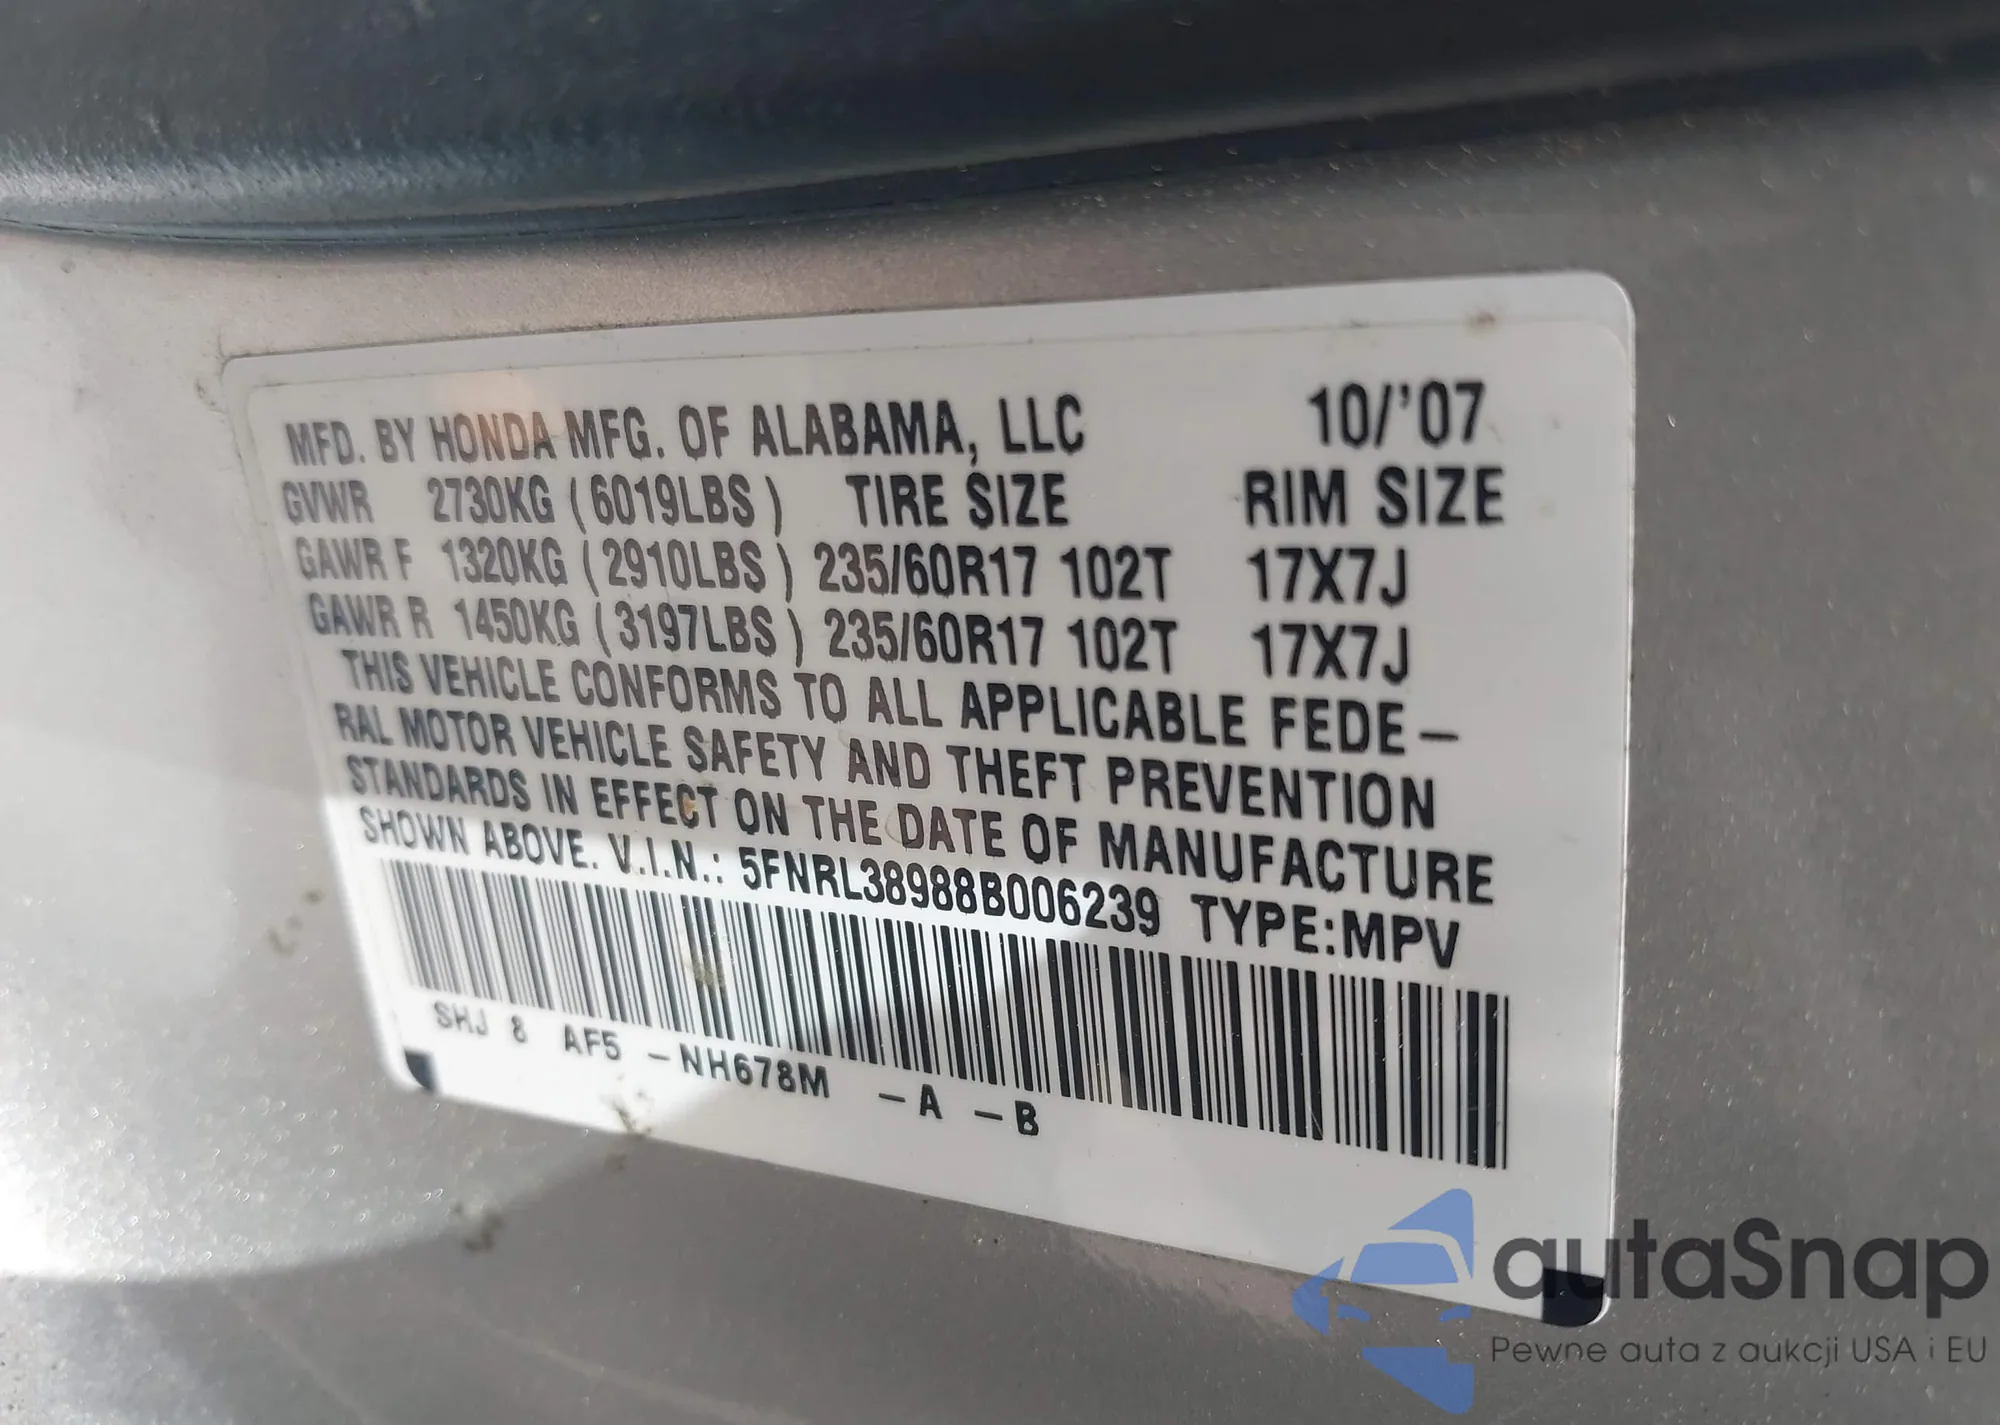 MFD. BY HONDA MFG. OF ALABAMA, LLC 10/'07
GVWR 2730KG (6019LBS) TIRE SIZE RIM SIZE
GAWR F 1320KG (2910LBS) 235/60R17 102T 17X7J
GAWR R 1450KG (3197LBS) 235/60R17 102T 17X7J
THIS VEHICLE CONFORMS TO ALL APPLICABLE FEDE-
RAL MOTOR VEHICLE SAFETY AND THEFT PREVENTION
STANDARDS IN EFFECT ON THE DATE OF MANUFACTURE
SHOWN ABOVE. V.I.N.: 5FNRL38988B006239 TYPE:MPV
SHJ 8 AF5 -NH678M -A -B
autaSnap
Pewne auta z aukcji USA i EU